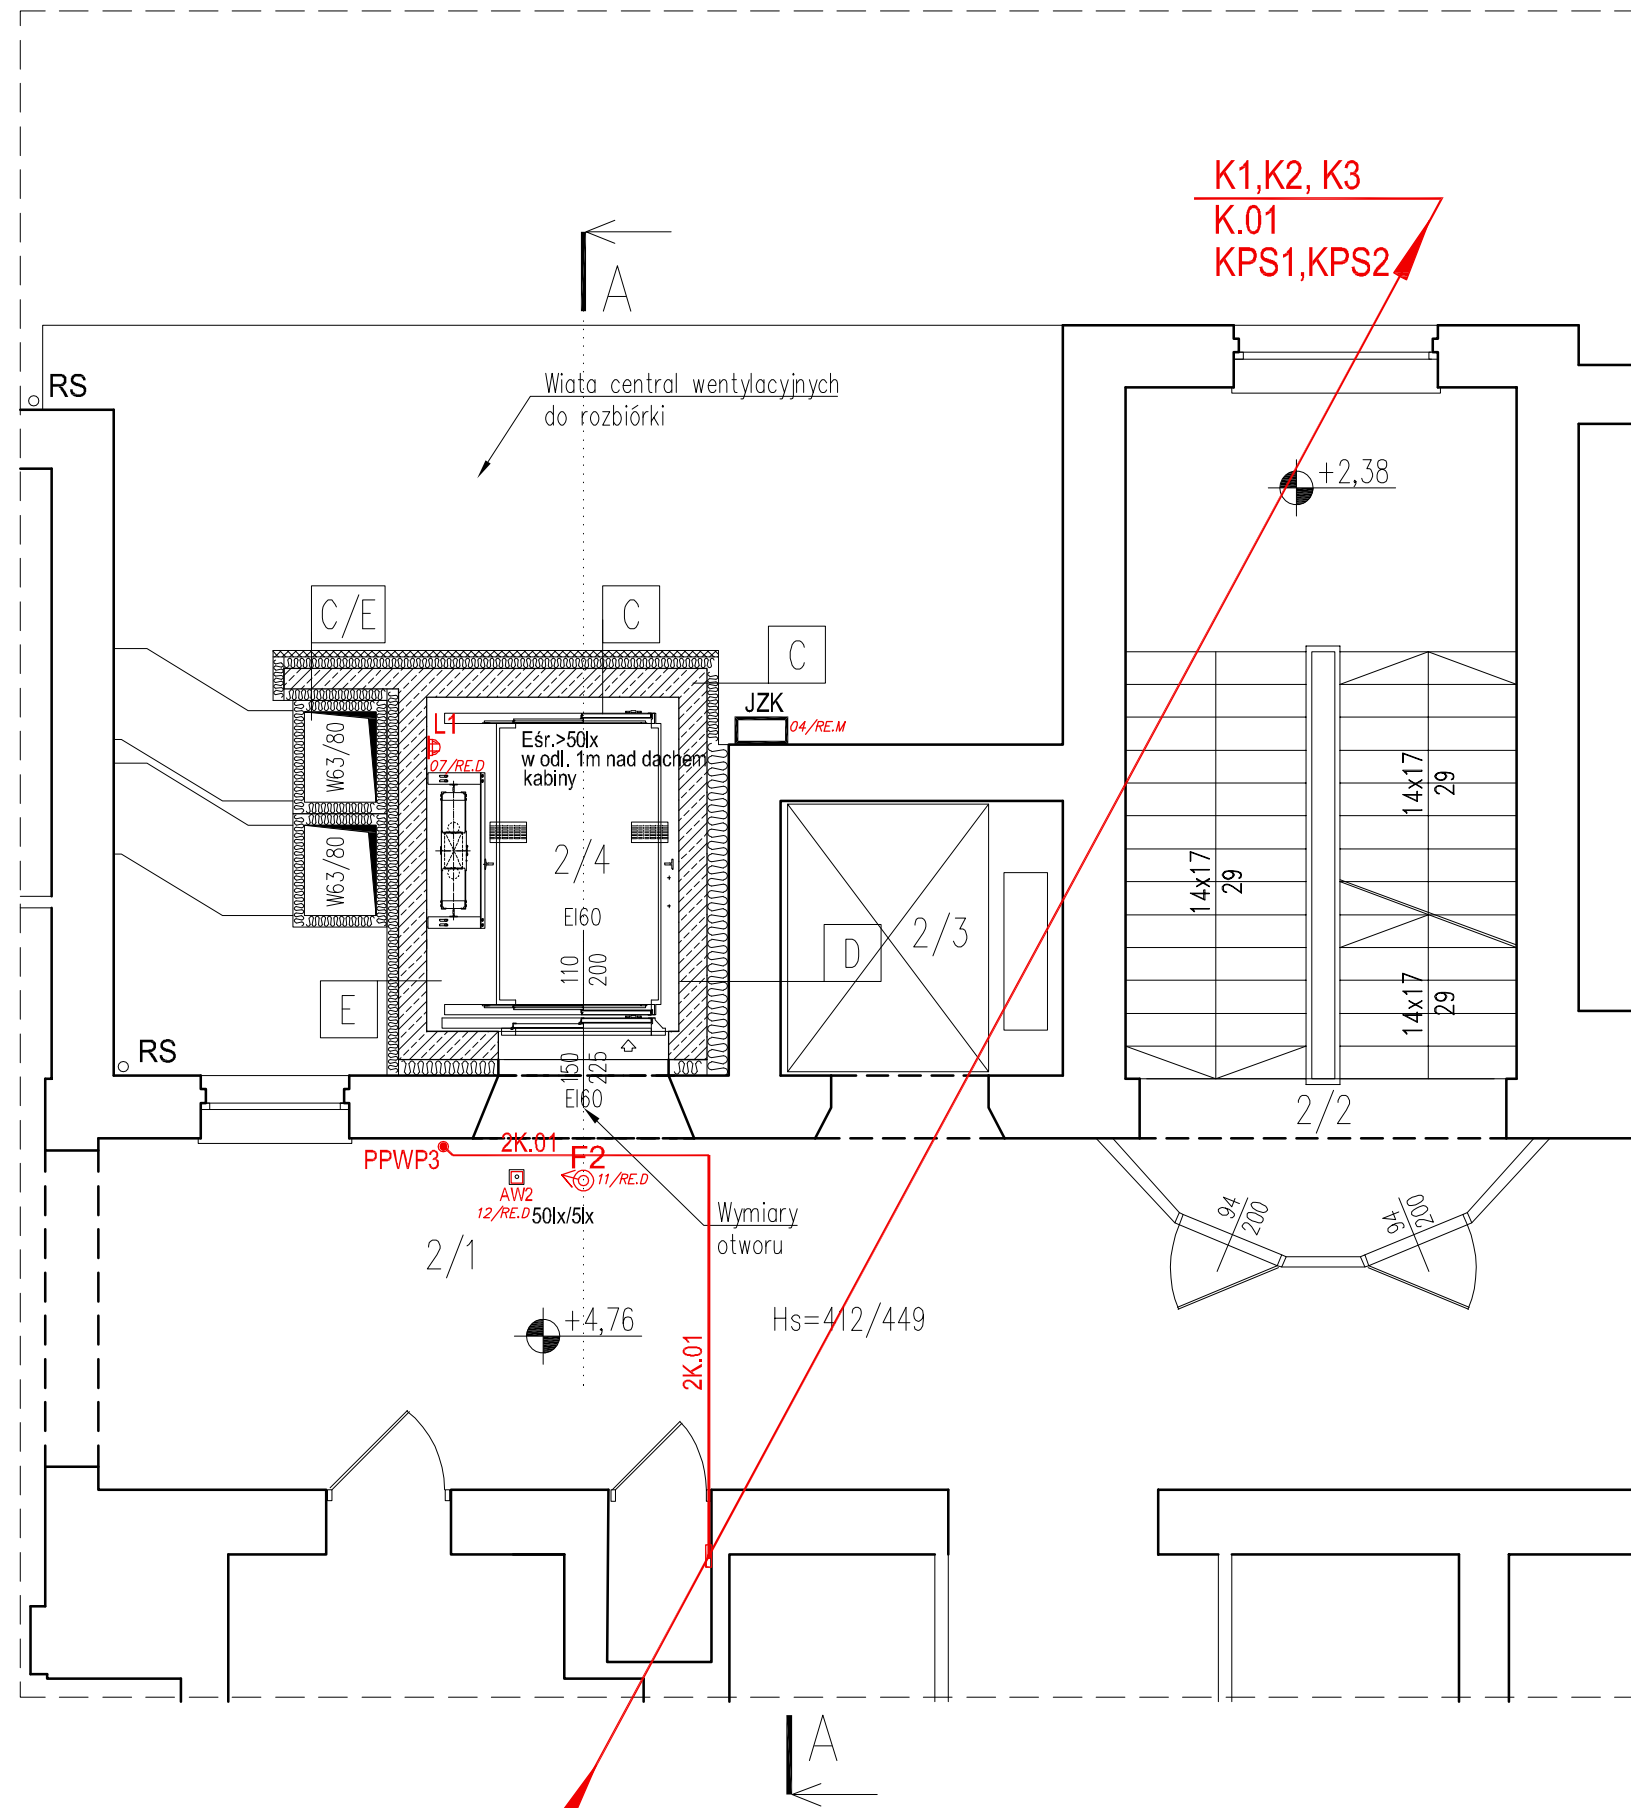 K1,K2, K3
K.01
KPS1,KPS2
A
RS
Wiata central wentylacyjnych
do rozbiórki
+2,38
C/E
C
C
JZK
04/RE.M
L1
07/RE.D
Eśr.>50lx
w odl. 1m nad dachem
kabiny
W63/80
W63/80
2/4
EI60
110
200
2/3
D
E
14x17
29
14x17
29
14x17
29
RS
150
225
EI60
2/2
2K.01
PPWP3
F2
11/RE.D
AW2
12/RE.D
50lx/5lx
94
200
94
200
Wymiary
otworu
2/1
+4,76
Hs=412/449
2K.01
A